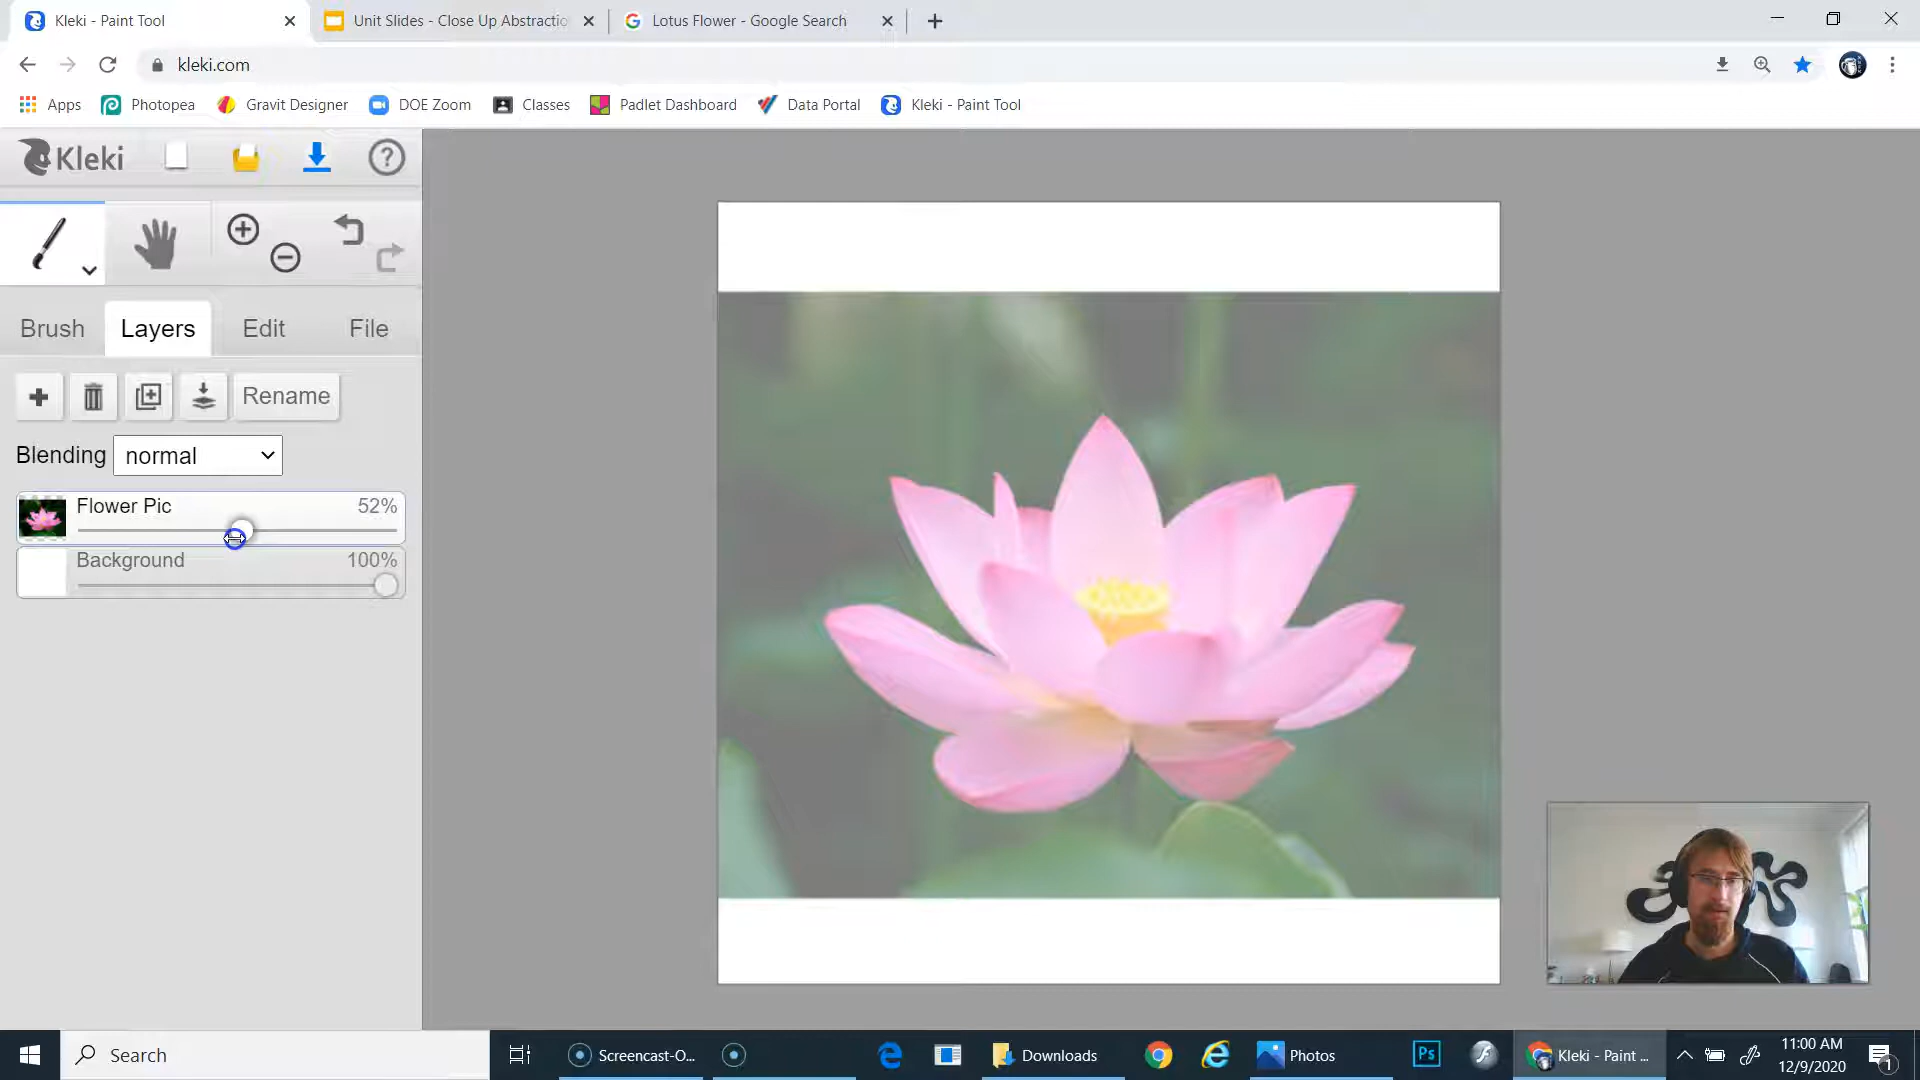 Kleki - Paint Tool
Unit Slides - Close Up Abstractio
Lotus Flower - Google Search
kleki.com
Apps Photopea Gravit Designer DOE Zoom Classes Padlet Dashboard Data Portal Kleki - Paint Tool
Kleki
Brush Layers Edit File
Rename
Blending normal
Flower Pic 52%
Background 100%
Search
Screencast-O...
Downloads
Photos
Ps
Kleki - Paint ...
11:00 AM
12/9/2020
1